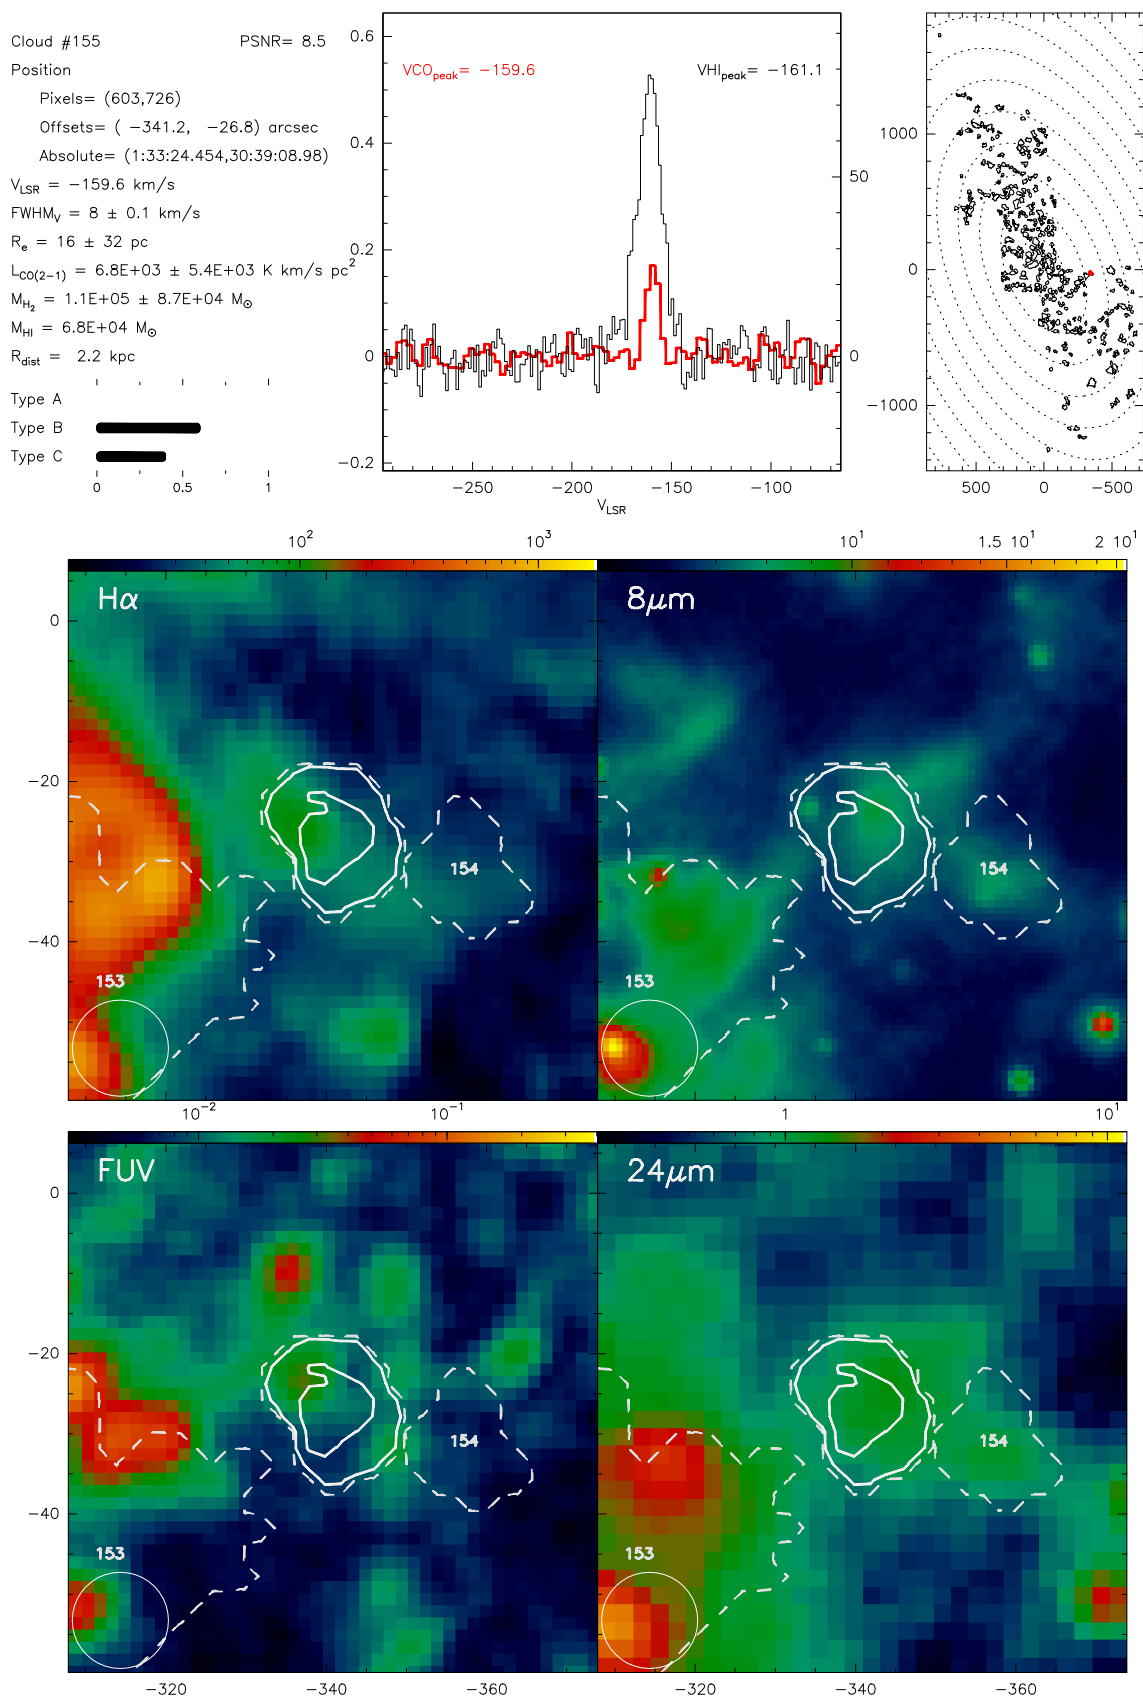 Cloud #155 PSNR= 8.5
Position
Pixels= (603,726)
Offsets= ( −341.2, −26.8) arcsec
Absolute= (1:33:24.454,30:39:08.98)
V_LSR = −159.6 km/s
FWHM_V = 8 ± 0.1 km/s
R_e = 16 ± 32 pc
L_CO(2−1) = 6.8E+03 ± 5.4E+03 K km/s pc²
M_H₂ = 1.1E+05 ± 8.7E+04 M_⊙
M_HI = 6.8E+04 M_⊙
R_dist = 2.2 kpc
Type A
Type B
Type C
0 0.5 1
VCO_peak= −159.6 VHI_peak= −161.1
0.6
0.4
0.2
0
−0.2
50
0
−250 −200 −150 −100
V_LSR
1000
0
−1000
500 0 −500
10² 10³
10¹ 1.5 10¹ 2 10¹
Hα
8μm
0
−20
−40
154
153
154
153
10⁻² 10⁻¹
1 10¹
FUV
24μm
0
−20
−40
154
153
154
153
−320 −340 −360
−320 −340 −360